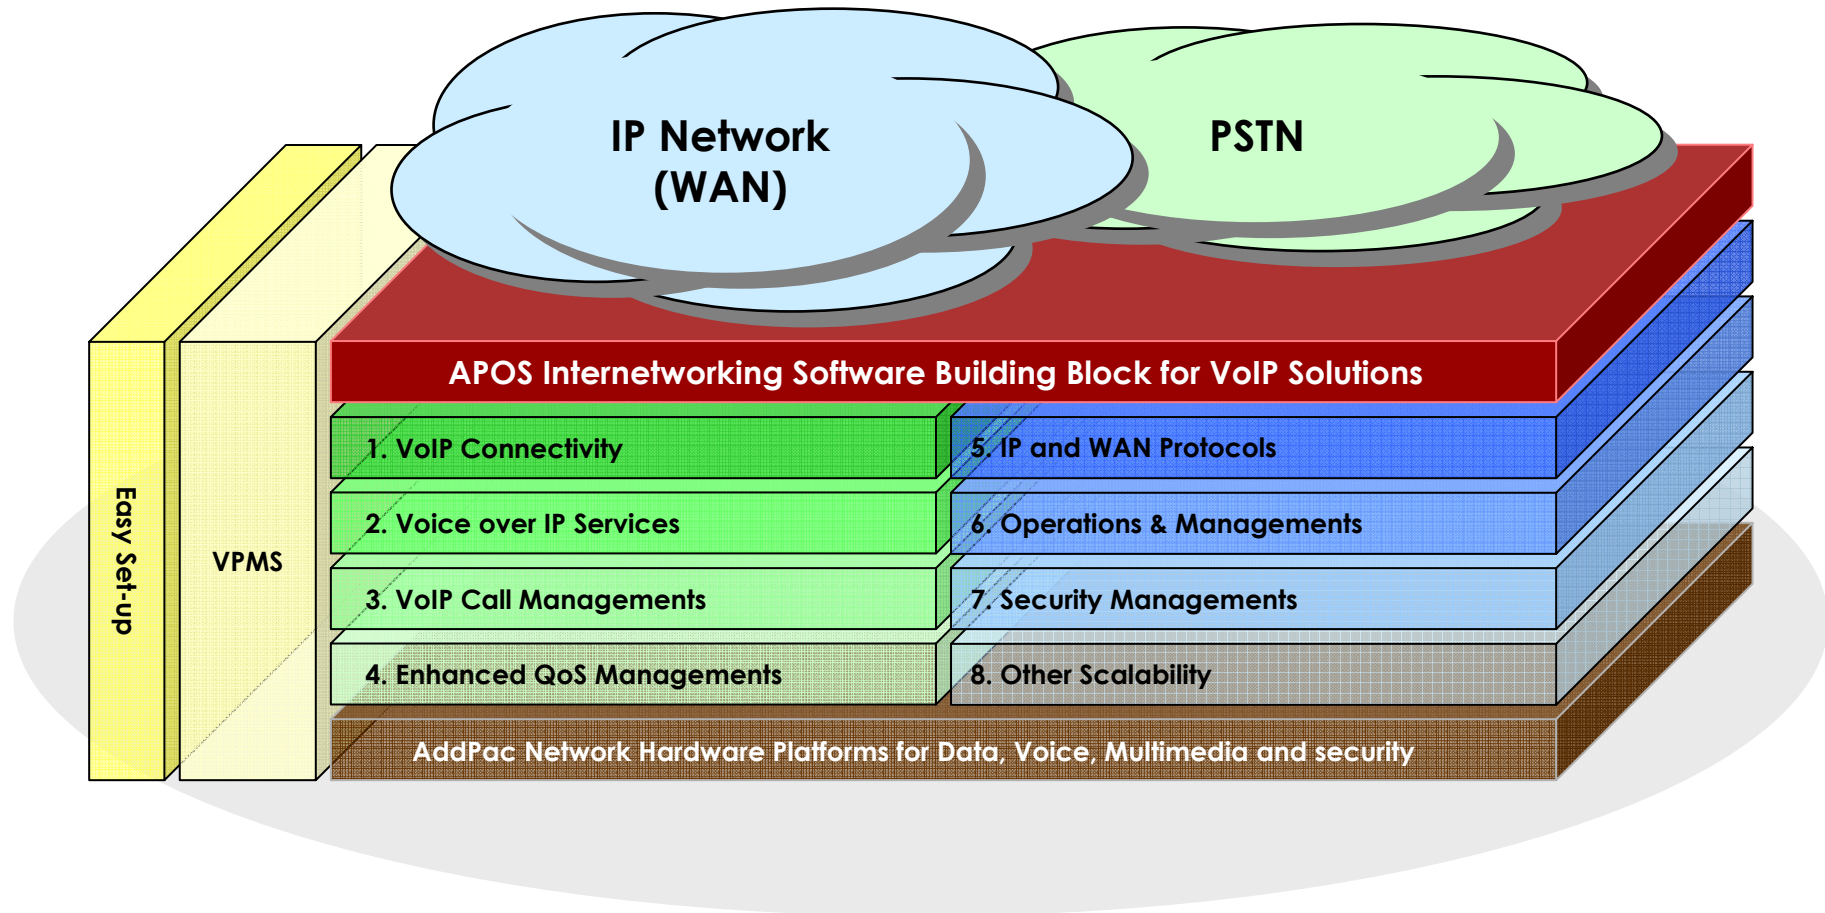 IP Network
(WAN)
PSTN
APOS Internetworking Software Building Block for VoIP Solutions
Easy Set-up
VPMS
1. VoIP Connectivity
2. Voice over IP Services
3. VoIP Call Managements
4. Enhanced QoS Managements
5. IP and WAN Protocols
6. Operations & Managements
7. Security Managements
8. Other Scalability
AddPac Network Hardware Platforms for Data, Voice, Multimedia and security